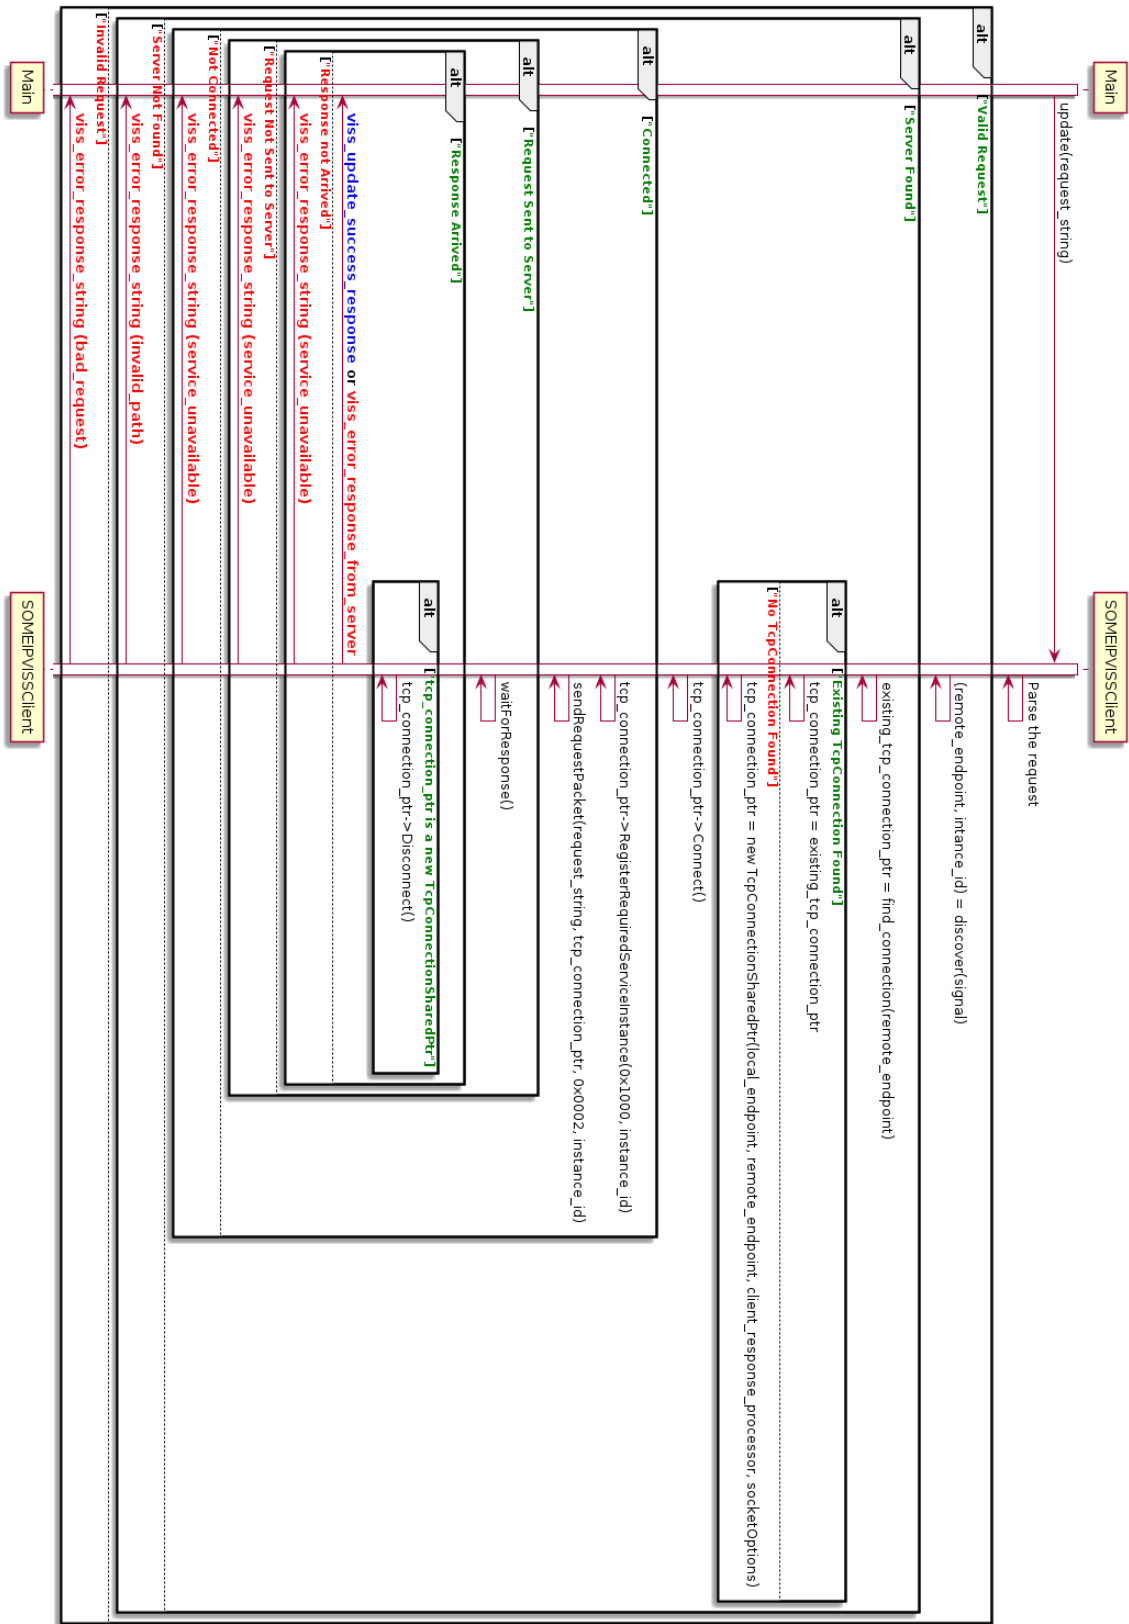 Main
SOMEIPVISSClient
update(request_string)
Parse the request
alt
["Valid Request"]
(remote_endpoint, intance_id) = discover(signal)
alt
["Server Found"]
existing_tcp_connection_ptr = find_connection(remote_endpoint)
alt
["Existing TcpConnection Found"]
tcp_connection_ptr = existing_tcp_connection_ptr
["No TcpConnection Found"]
tcp_connection_ptr = new TcpConnectionSharedPtr(local_endpoint, remote_endpoint, client_response_processor, socketOptions)
tcp_connection_ptr->Connect()
alt
["Connected"]
tcp_connection_ptr->RegisterRequiredServiceInstance(0x1000, instance_id)
sendRequestPacket(request_string, tcp_connection_ptr, 0x0002, instance_id)
alt
["Request Sent to Server"]
waitForResponse()
alt
["Response Arrived"]
alt
["tcp_connection_ptr is a new TcpConnectionSharedPtr"]
tcp_connection_ptr->Disconnect()
viss_update_success_response or viss_error_response_from_server
["Response not Arrived"]
viss_error_response_string (service_unavailable)
["Request Not Sent to Server"]
viss_error_response_string (service_unavailable)
["Not Connected"]
viss_error_response_string (service_unavailable)
["Server Not Found"]
viss_error_response_string (invalid_path)
["Invalid Request"]
viss_error_response_string (bad_request)
Main
SOMEIPVISSClient